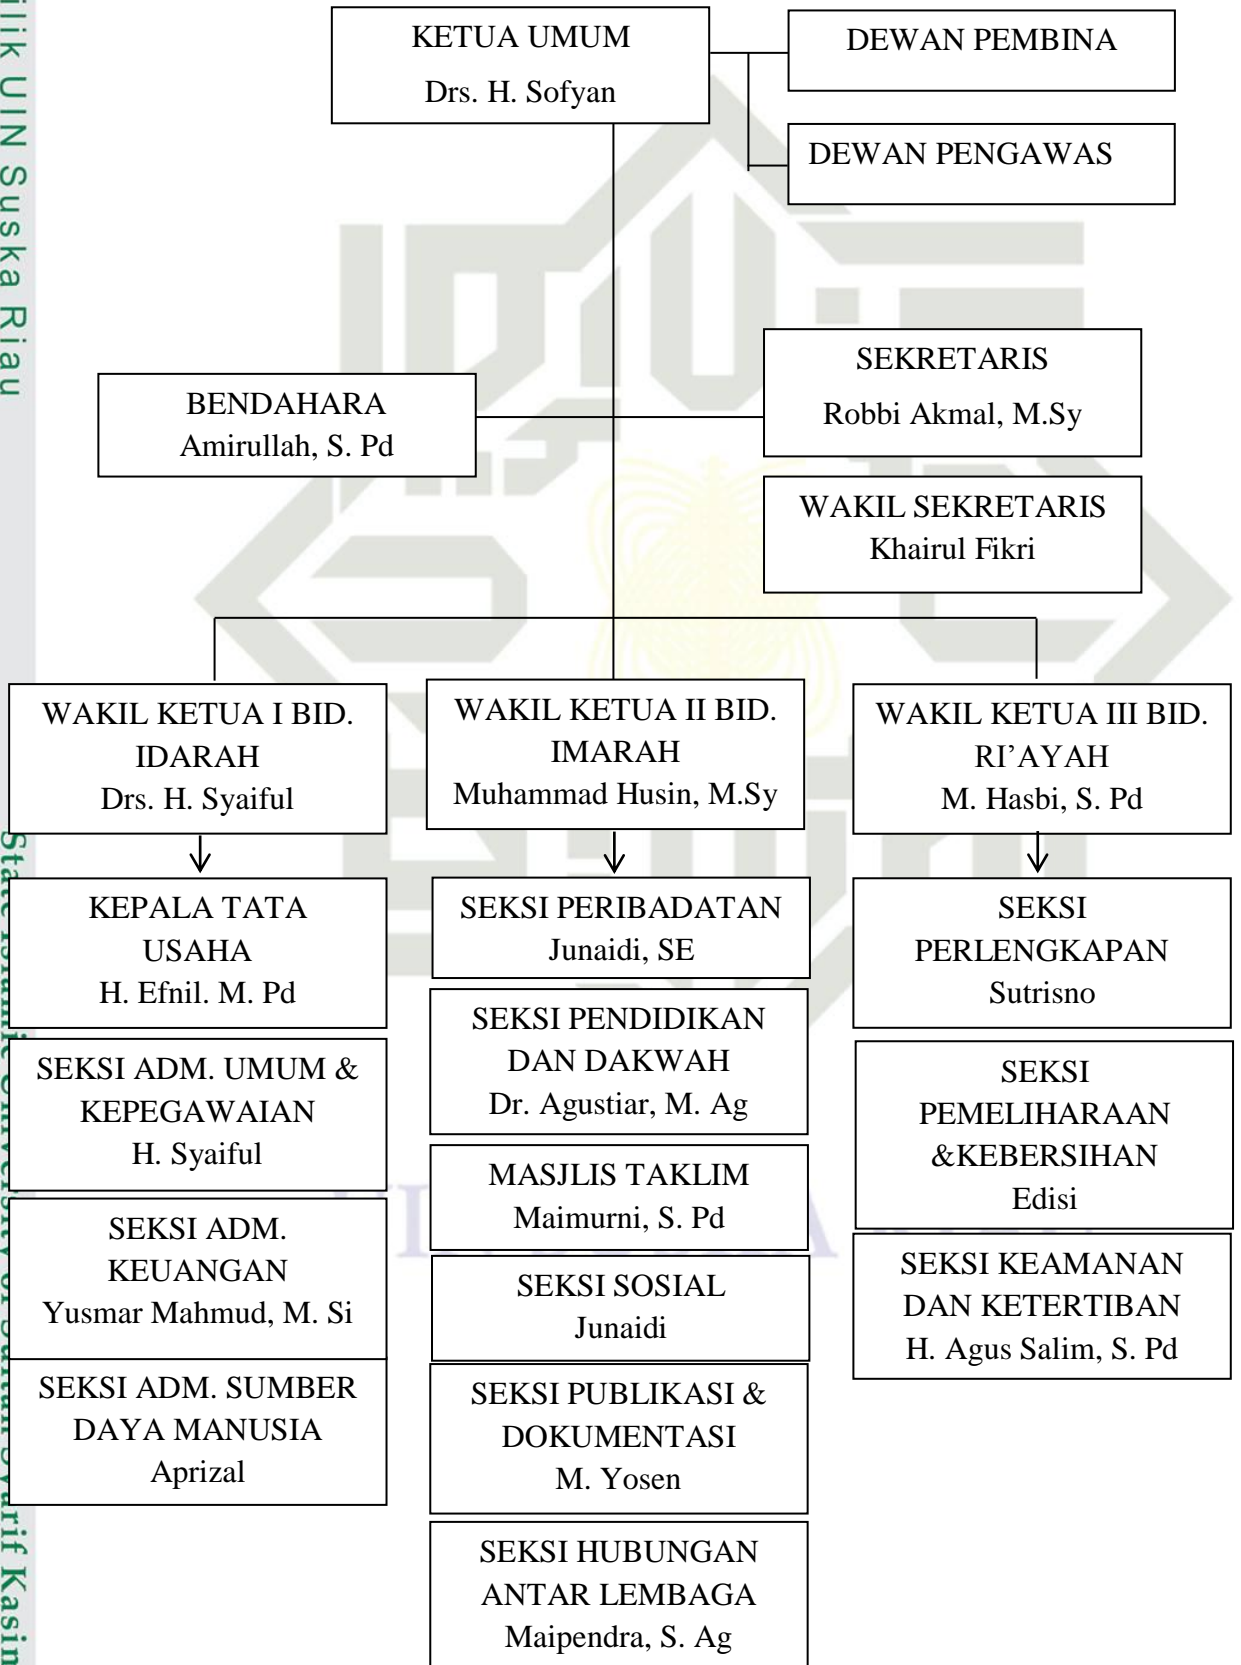 KETUA UMUM
Drs. H. Sofyan
DEWAN PEMBINA
DEWAN PENGAWAS
SEKRETARIS
Robbi Akmal, M.Sy
BENDAHARA
Amirullah, S. Pd
WAKIL SEKRETARIS
Khairul Fikri
WAKIL KETUA I BID.
IDARAH
Drs. H. Syaiful
WAKIL KETUA II BID.
IMARAH
Muhammad Husin, M.Sy
WAKIL KETUA III BID.
RI’AYAH
M. Hasbi, S. Pd
KEPALA TATA
USAHA
H. Efnil. M. Pd
SEKSI ADM. UMUM &
KEPEGAWAIAN
H. Syaiful
SEKSI ADM.
KEUANGAN
Yusmar Mahmud, M. Si
SEKSI ADM. SUMBER
DAYA MANUSIA
Aprizal
SEKSI PERIBADATAN
Junaidi, SE
SEKSI PENDIDIKAN
DAN DAKWAH
Dr. Agustiar, M. Ag
MASJLIS TAKLIM
Maimurni, S. Pd
SEKSI SOSIAL
Junaidi
SEKSI PUBLIKASI &
DOKUMENTASI
M. Yosen
SEKSI HUBUNGAN
ANTAR LEMBAGA
Maipendra, S. Ag
SEKSI
PERLENGKAPAN
Sutrisno
SEKSI
PEMELIHARAAN
&KEBERSIHAN
Edisi
SEKSI KEAMANAN
DAN KETERTIBAN
H. Agus Salim, S. Pd
UIN Suska Riau
State